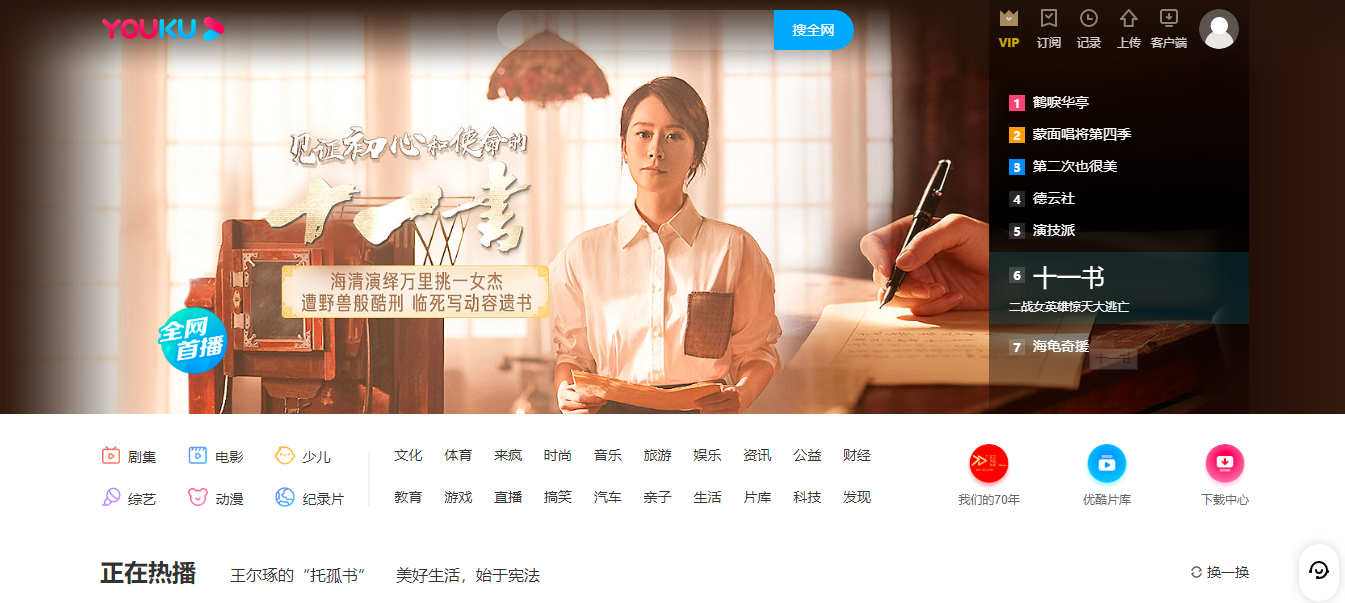 YOUKU
搜全网
VIP
订阅
记录
上传
客户端
见证初心和使命的
十一书
海清演绎万里挑一女杰
遭野兽般酷刑 临死写动容遗书
全网
首播
1 鹤唳华亭
2 蒙面唱将第四季
3 第二次也很美
4 德云社
5 演技派
6 十一书
二战女英雄惊天大逃亡
7 海龟奇援
十一书
剧集
电影
少儿
文化
体育
来疯
时尚
音乐
旅游
娱乐
资讯
公益
财经
综艺
动漫
纪录片
教育
游戏
直播
搞笑
汽车
亲子
生活
片库
科技
发现
我们的70年
优酷片库
下载中心
正在热播
王尔琢的“托孤书”
美好生活，始于宪法
换一换